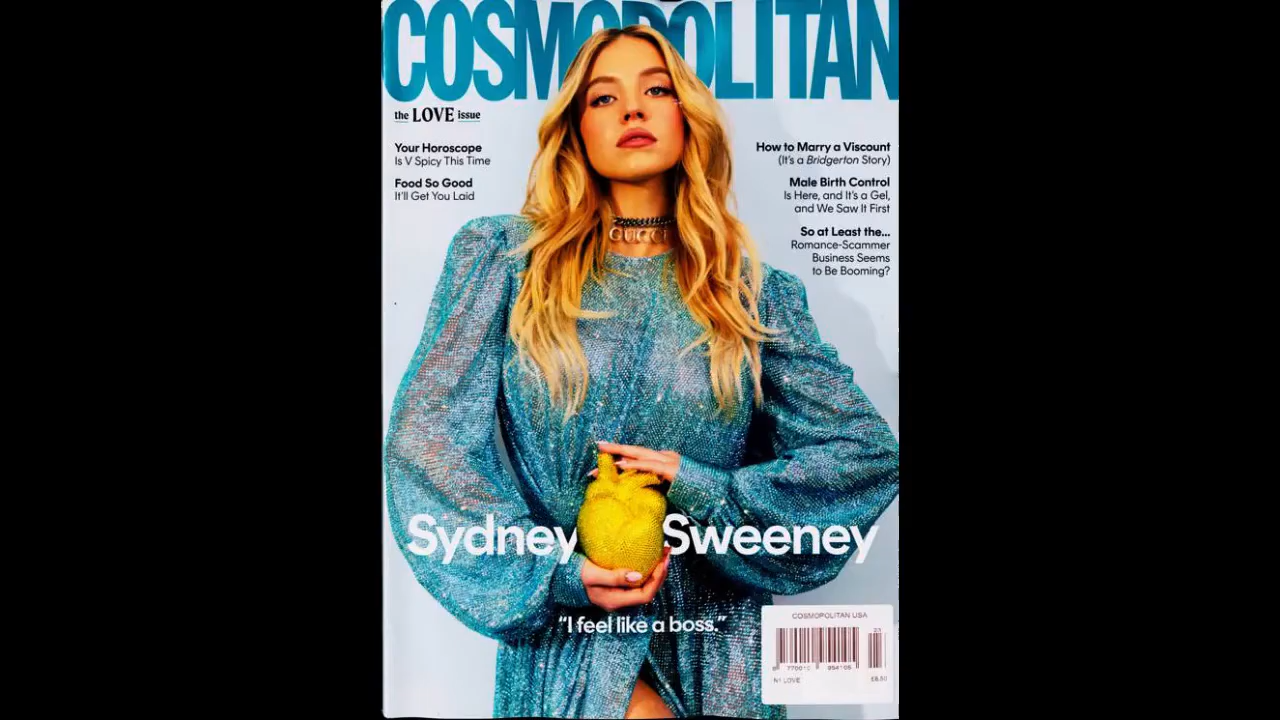 COSMOPOLITAN
the LOVE issue
Your Horoscope
Is V Spicy This Time
Food So Good
It'll Get You Laid
How to Marry a Viscount
(It's a Bridgerton Story)
Male Birth Control
Is Here, and It's a Gel,
and We Saw It First
So at Least the...
Romance-Scammer
Business Seems
to Be Booming?
GUCCI
Sydney Sweeney
"I feel like a boss."
COSMOPOLITAN USA
23
N1 LOVE